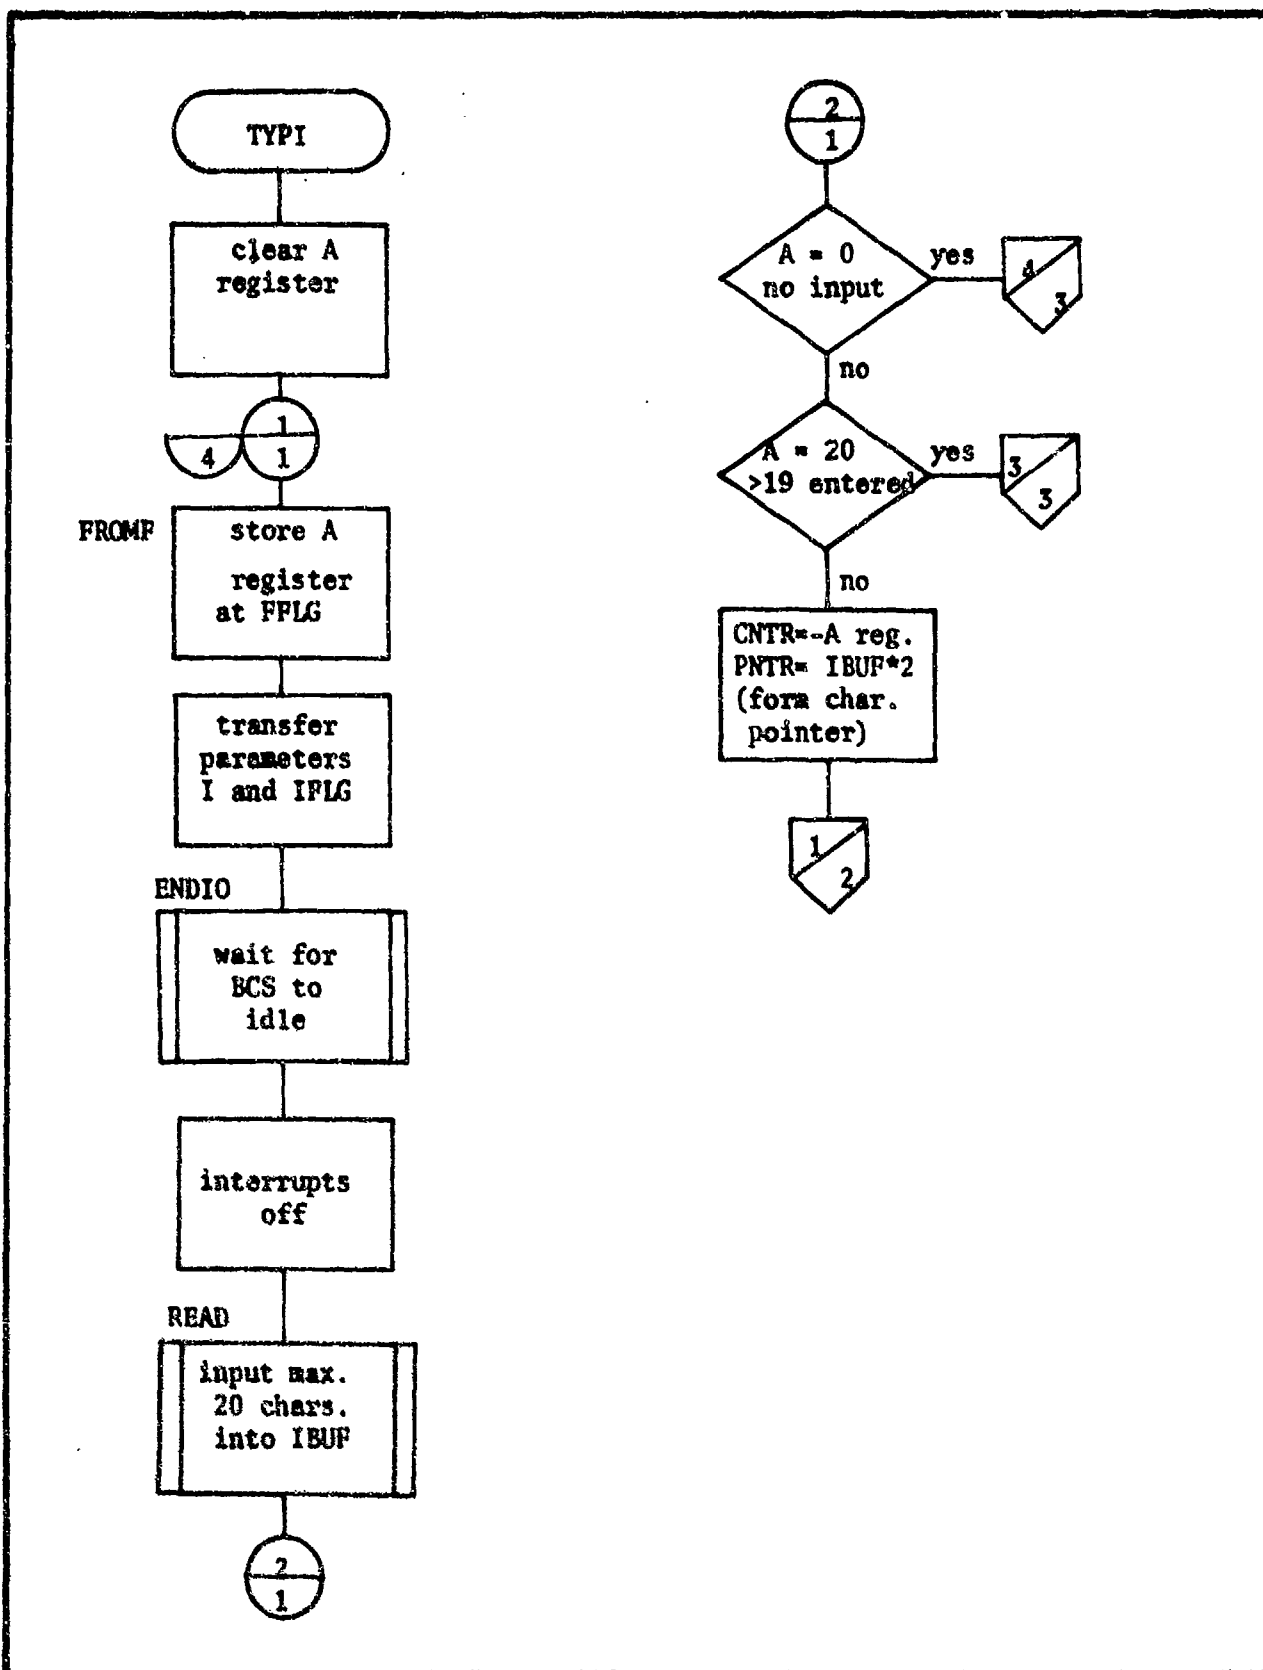 TYPI
clear A
register
1
4
1
FROMF
store A
register
at FFLG
transfer
parameters
I and IFLG
ENDIO
wait for
BCS to
idle
interrupts
off
READ
input max.
20 chars.
into IBUF
2
1
2
1
A = 0
no input
yes
4
3
no
A = 20
>19 entered
yes
3
3
no
CNTR=-A reg.
PNTR= IBUF*2
(form char.
pointer)
1
2